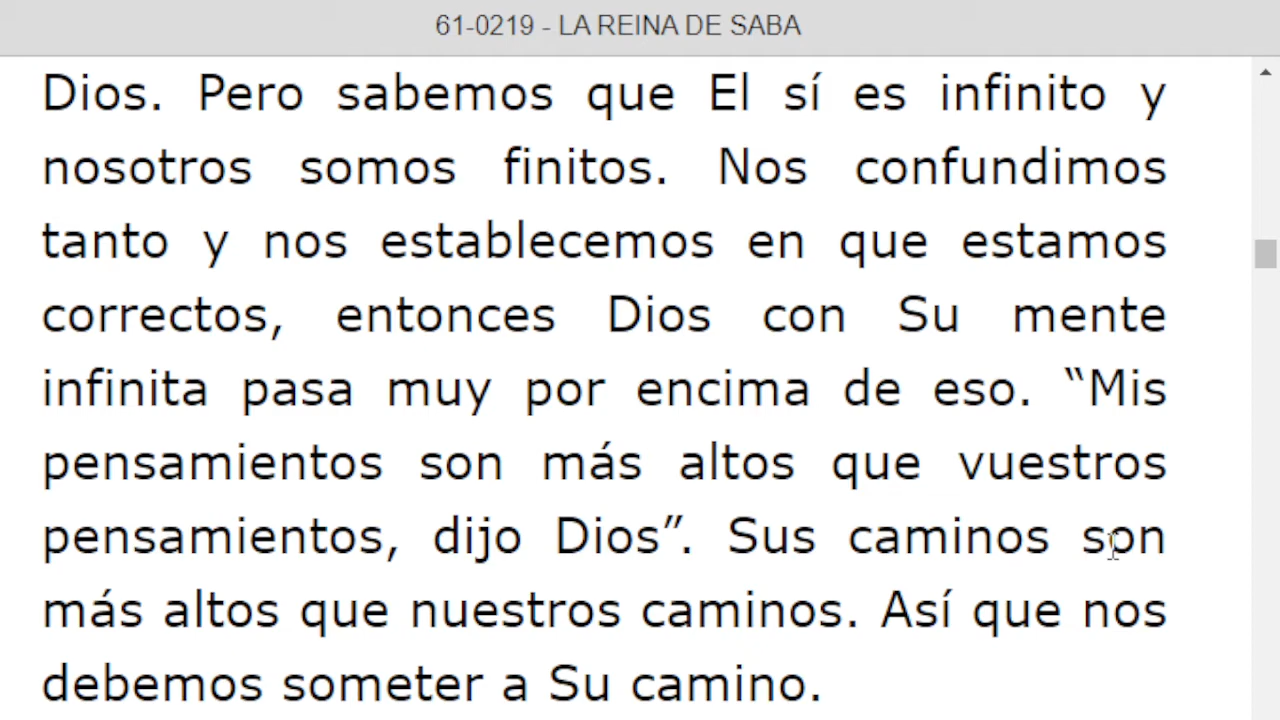 61-0219 - LA REINA DE SABA
Dios. Pero sabemos que El sí es infinito y
nosotros somos finitos. Nos confundimos
tanto y nos establecemos en que estamos
correctos, entonces Dios con Su mente
infinita pasa muy por encima de eso. “Mis
pensamientos son más altos que vuestros
pensamientos, dijo Dios”. Sus caminos son
más altos que nuestros caminos. Así que nos
debemos someter a Su camino.